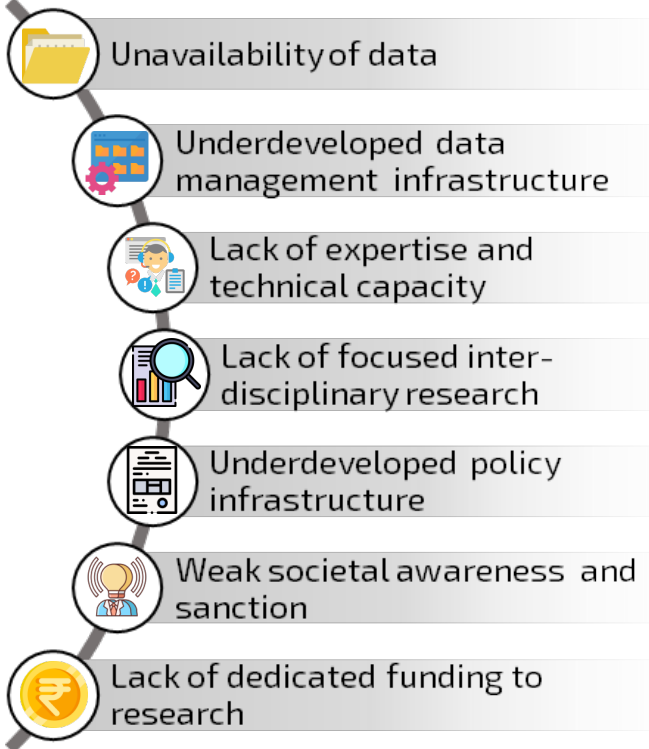 Unavailability of data
Underdeveloped data
management infrastructure
Lack of expertise and
technical capacity
Lack of focused inter-
disciplinary research
Underdeveloped policy
infrastructure
Weak societal awareness and
sanction
Lack of dedicated funding to
research